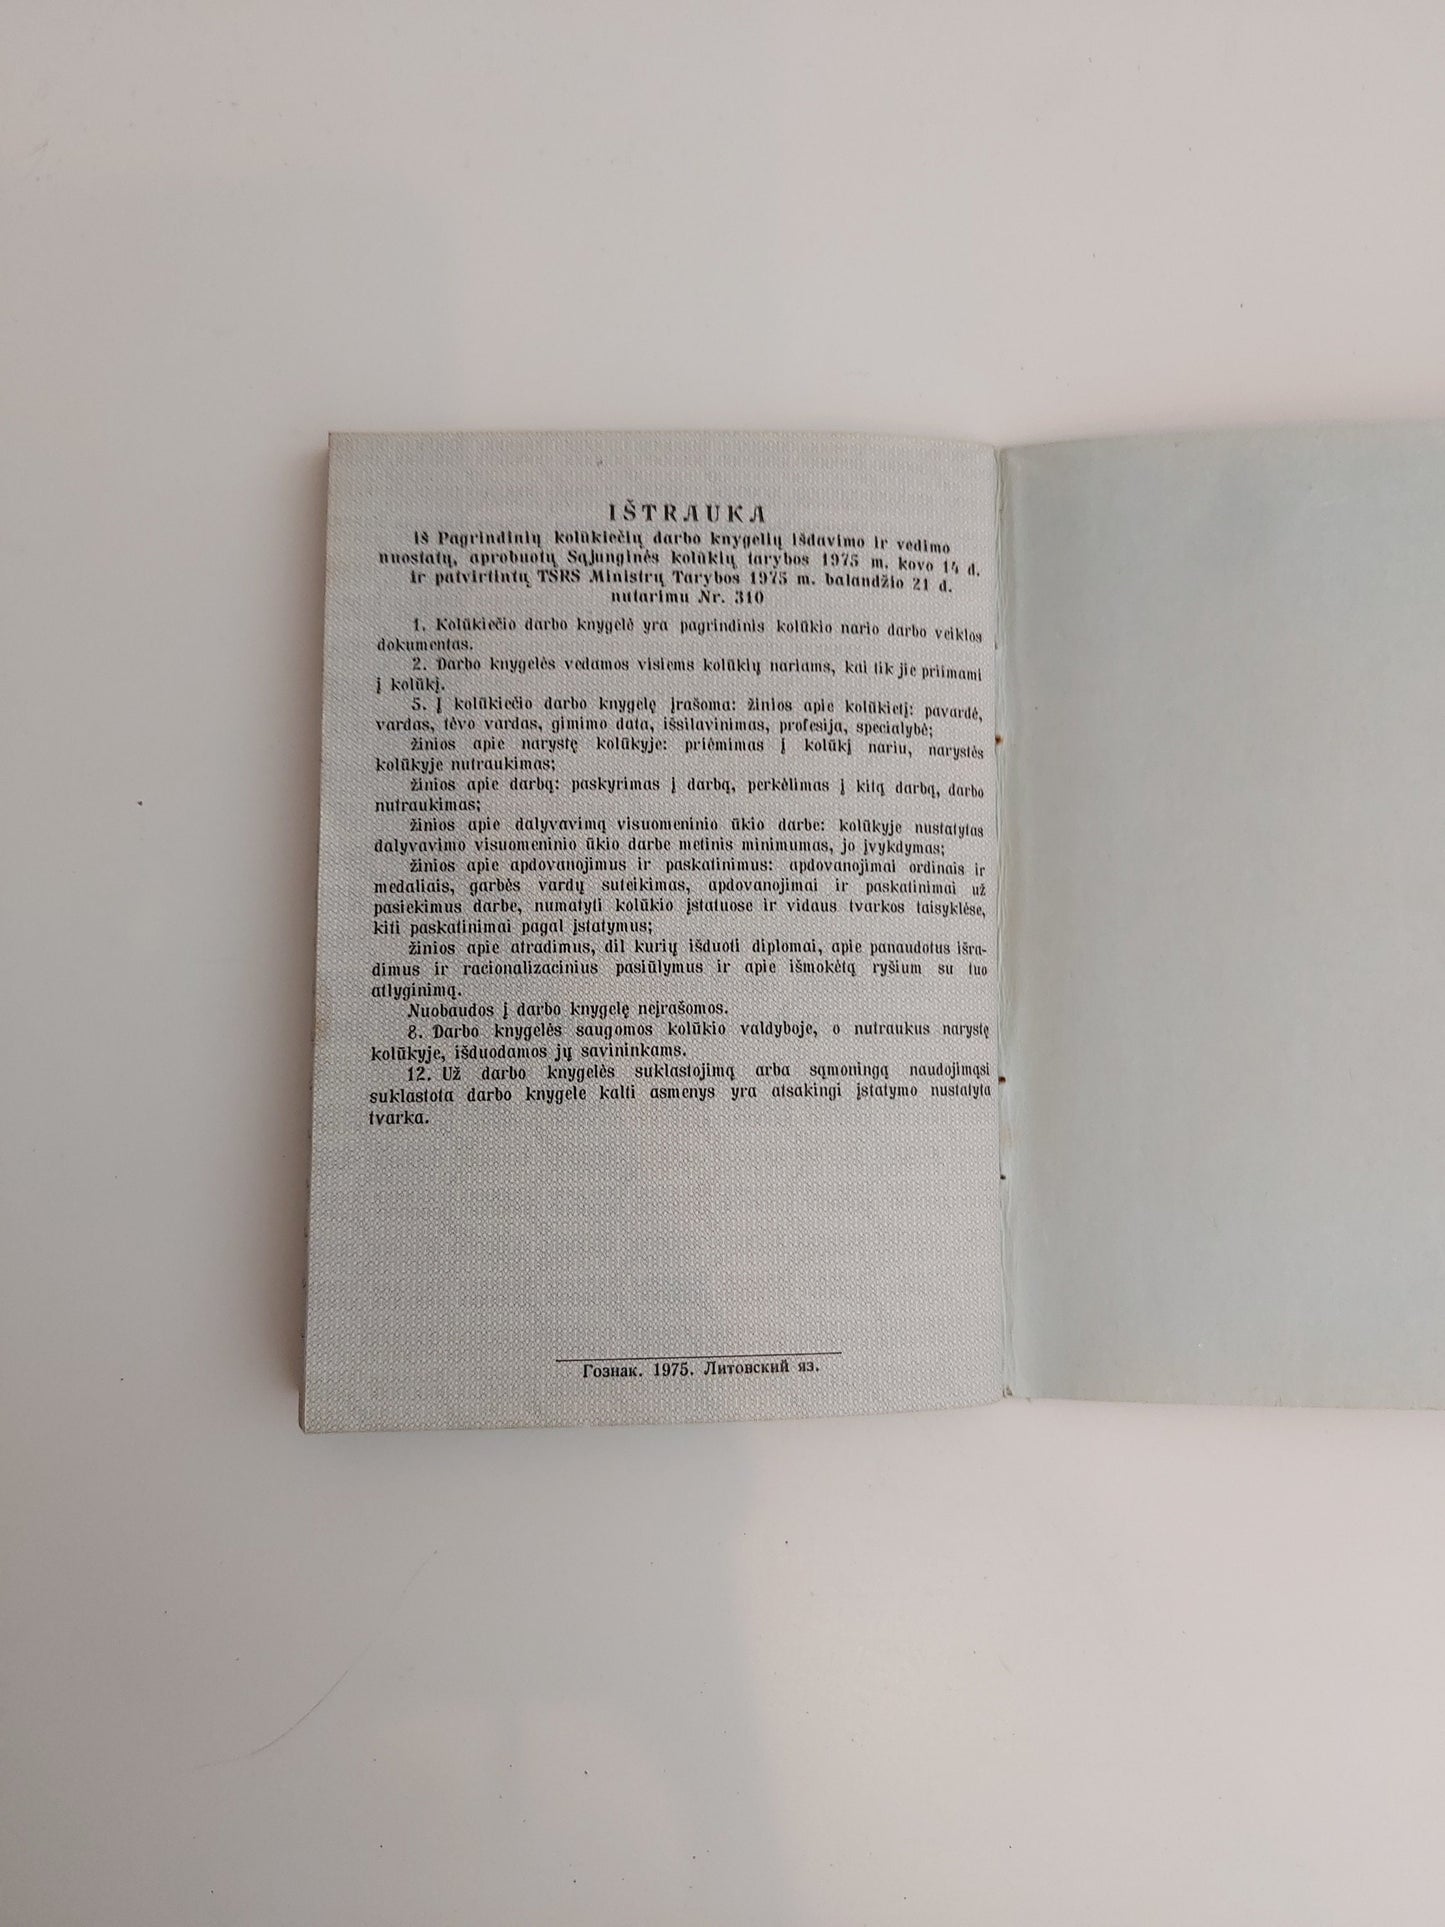 IŠTRAUKA
iš Pagrindinių kolūkiečių darbo knygelių išdavimo ir vedimo
nuostatų, aprobuotų Sąjunginės kolūkių tarybos 1975 m. kovo 14 d.
ir patvirtintų TSRS Ministrų Tarybos 1975 m. balandžio 21 d.
nutarimu Nr. 310
1. Kolūkiečio darbo knygelė yra pagrindinis kolūkio nario darbo veiklos
dokumentas.
2. Darbo knygelės vedamos visiems kolūkių nariams, kai tik jie priimami
į kolūkį.
5. Į kolūkiečio darbo knygelę įrašoma: žinios apie kolūkietį: pavardė,
vardas, tėvo vardas, gimimo data, išsilavinimas, profesija, specialybė;
žinios apie narystę kolūkyje: priėmimas į kolūkį nariu, narystės
kolūkyje nutraukimas;
žinios apie darbą: paskyrimas į darbą, perkėlimas į kitą darbą, darbo
nutraukimas;
žinios apie dalyvavimą visuomeninio ūkio darbe: kolūkyje nustatytas
dalyvavimo visuomeninio ūkio darbe metinis minimumas, jo įvykdymas;
žinios apie apdovanojimus ir paskatinimus: apdovanojimai ordinais ir
medaliais, garbės vardų suteikimas, apdovanojimai ir paskatinimai už
pasiekimus darbe, numatyti kolūkio įstatuose ir vidaus tvarkos taisyklėse,
kiti paskatinimai pagal įstatymus;
žinios apie atradimus, dil kurių išduoti diplomai, apie panaudotus išra-
dimus ir racionalizacinius pasiūlymus ir apie išmokėtą ryšium su tuo
atlyginimą.
Nuobaudos į darbo knygelę neįrašomos.
8. Darbo knygelės saugomos kolūkio valdyboje, o nutraukus narystę
kolūkyje, išduodamos jų savininkams.
12. Už darbo knygelės suklastojimą arba sąmoningą naudojimąsi
suklastota darbo knygele kalti asmenys yra atsakingi įstatymo nustatyta
tvarka.
Гознак. 1975. Литовский яз.